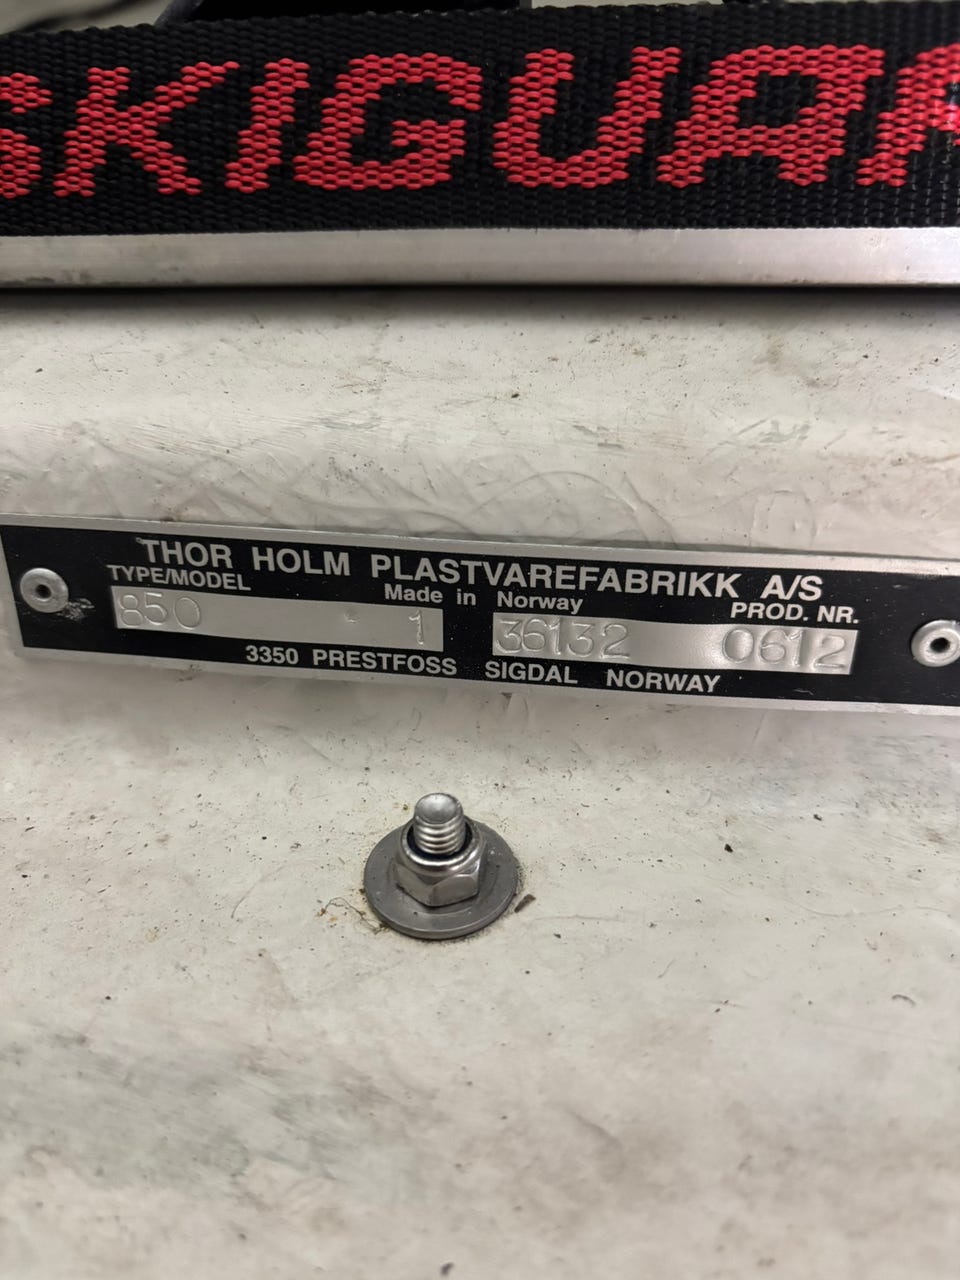 SKIGUAR
THOR HOLM PLASTVAREFABRIKK A/S
TYPE/MODEL Made in Norway PROD. NR.
850 - 1 36132 0612
3350 PRESTFOSS SIGDAL NORWAY